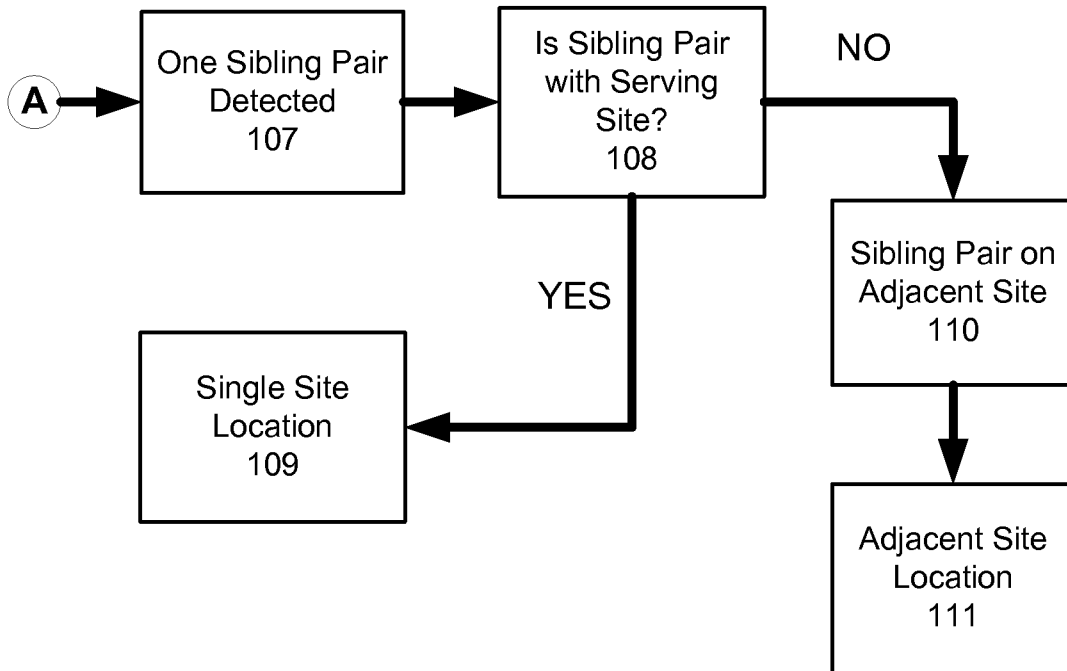 A
One Sibling Pair
Detected
107
Is Sibling Pair
with Serving
Site?
108
NO
YES
Sibling Pair on
Adjacent Site
110
Single Site
Location
109
Adjacent Site
Location
111